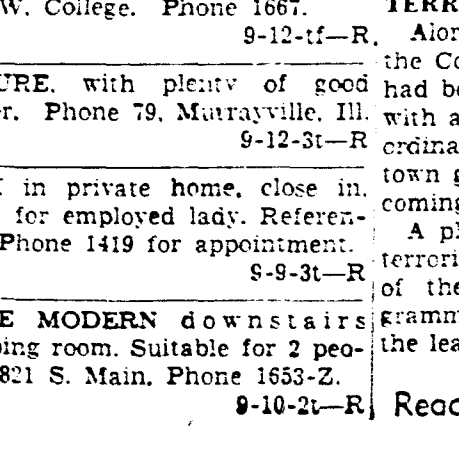 W. College. Phone 1667.
9-12-tf—R.
URE, with plenty of good
r. Phone 79, Murrayville, Ill.
9-12-3t—R
in private home, close in,
for employed lady. Referen-
Phone 1419 for appointment.
9-9-3t—R
E MODERN downstairs
ping room. Suitable for 2 peo-
821 S. Main. Phone 1653-Z.
9-10-2t—R
TERR
Alon
the Co
had be
with a
ordina
town g
coming
A pl
terrori
of the
gramm
the lea
Read